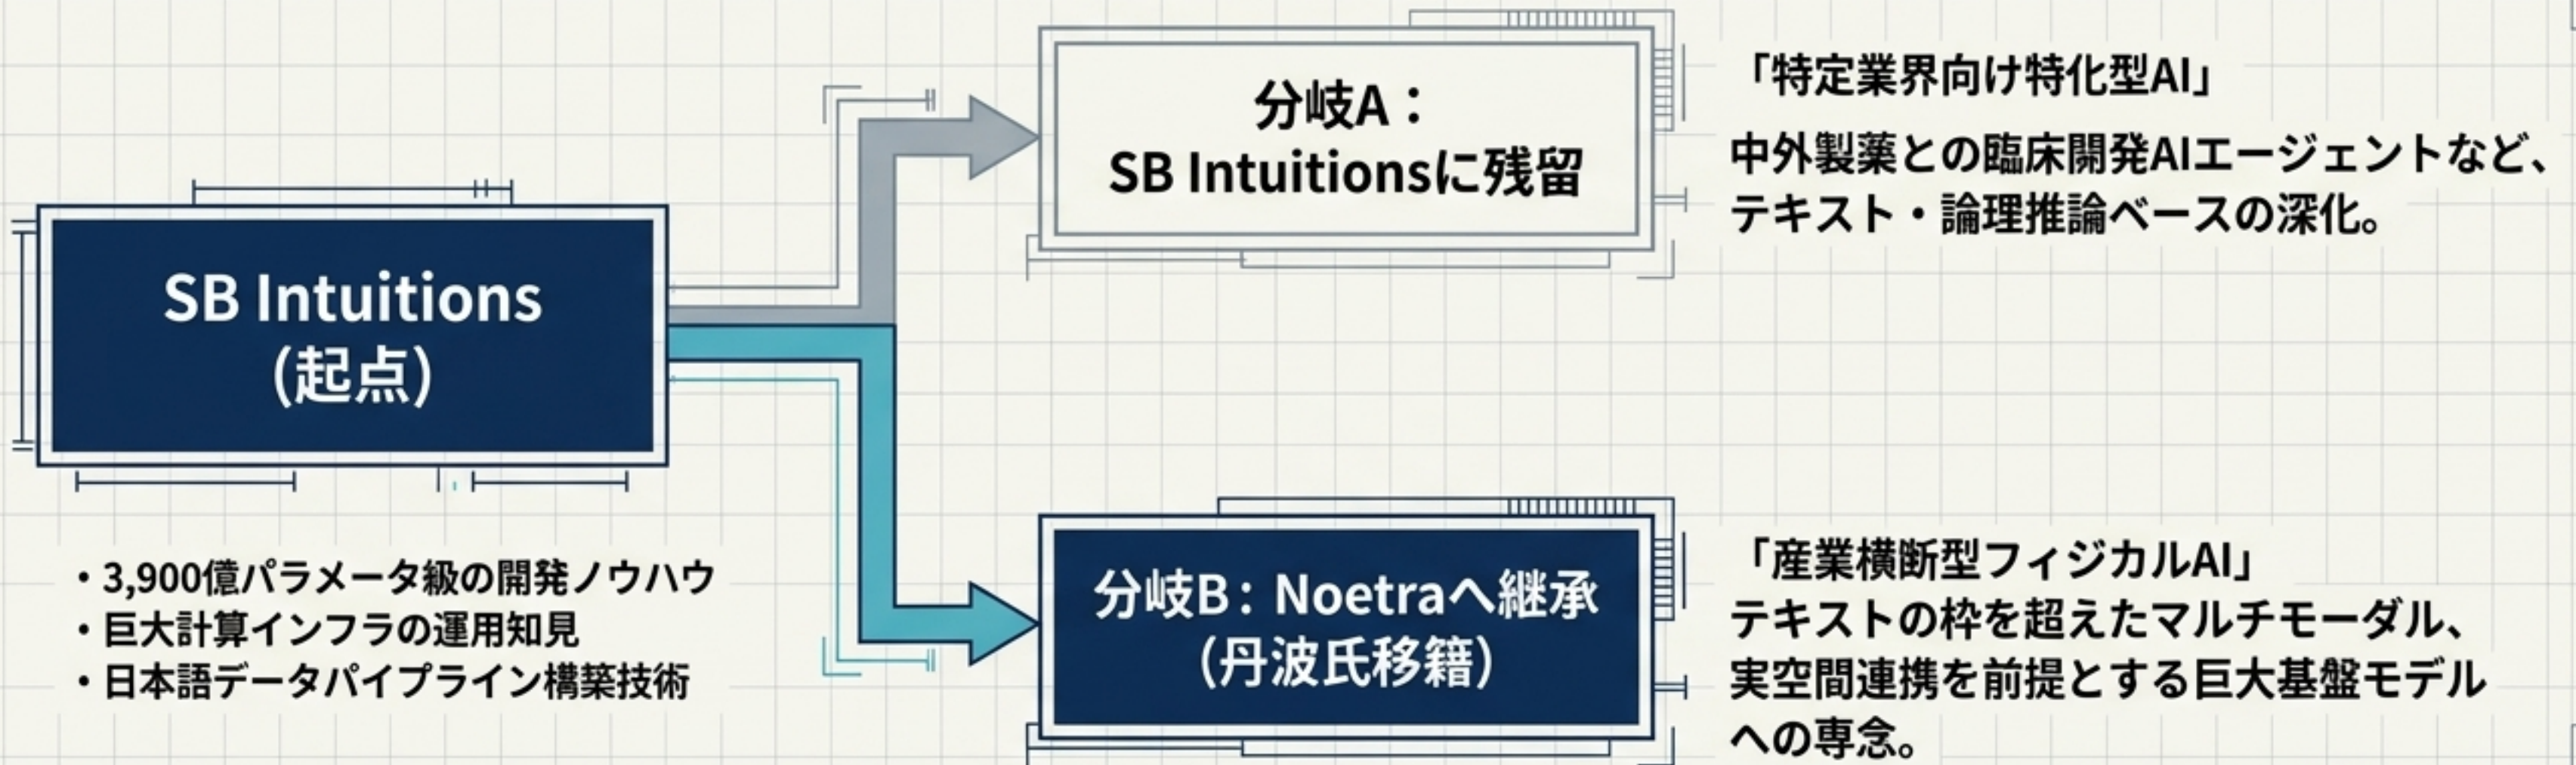 SB Intuitions
(起点)
・3,900億パラメータ級の開発ノウハウ
・巨大計算インフラの運用知見
・日本語データパイプライン構築技術
分岐A：
SB Intuitionsに残留
「特定業界向け特化型AI」
中外製薬との臨床開発AIエージェントなど、
テキスト・論理推論ベースの深化。
分岐B：Noetraへ継承
(丹波氏移籍)
「産業横断型フィジカルAI」
テキストの枠を超えたマルチモーダル、
実空間連携を前提とする巨大基盤モデル
への専念。